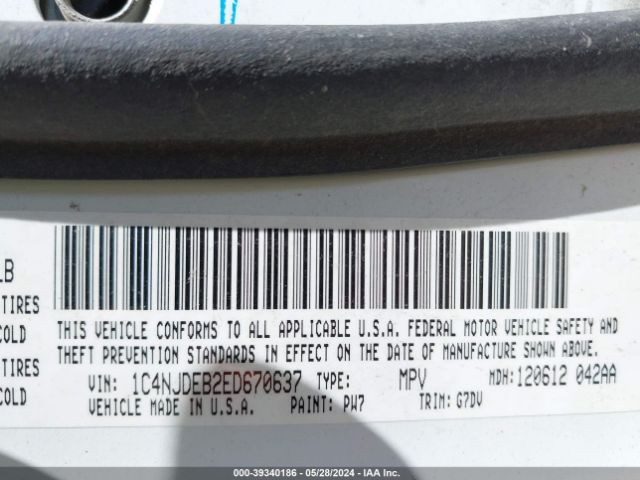 LB
TIRES
COLD
TIRES
COLD
THIS VEHICLE CONFORMS TO ALL APPLICABLE U.S.A. FEDERAL MOTOR VEHICLE SAFETY AND
THEFT PREVENTION STANDARDS IN EFFECT ON THE DATE OF MANUFACTURE SHOWN ABOVE.
VIN: 1C4NJDEB2ED670637 TYPE: MPV MDH: 120612 042AA
VEHICLE MADE IN U.S.A. PAINT: PW7 TRIM: G7DV
000-39340186 - 05/28/2024 - IAA Inc.